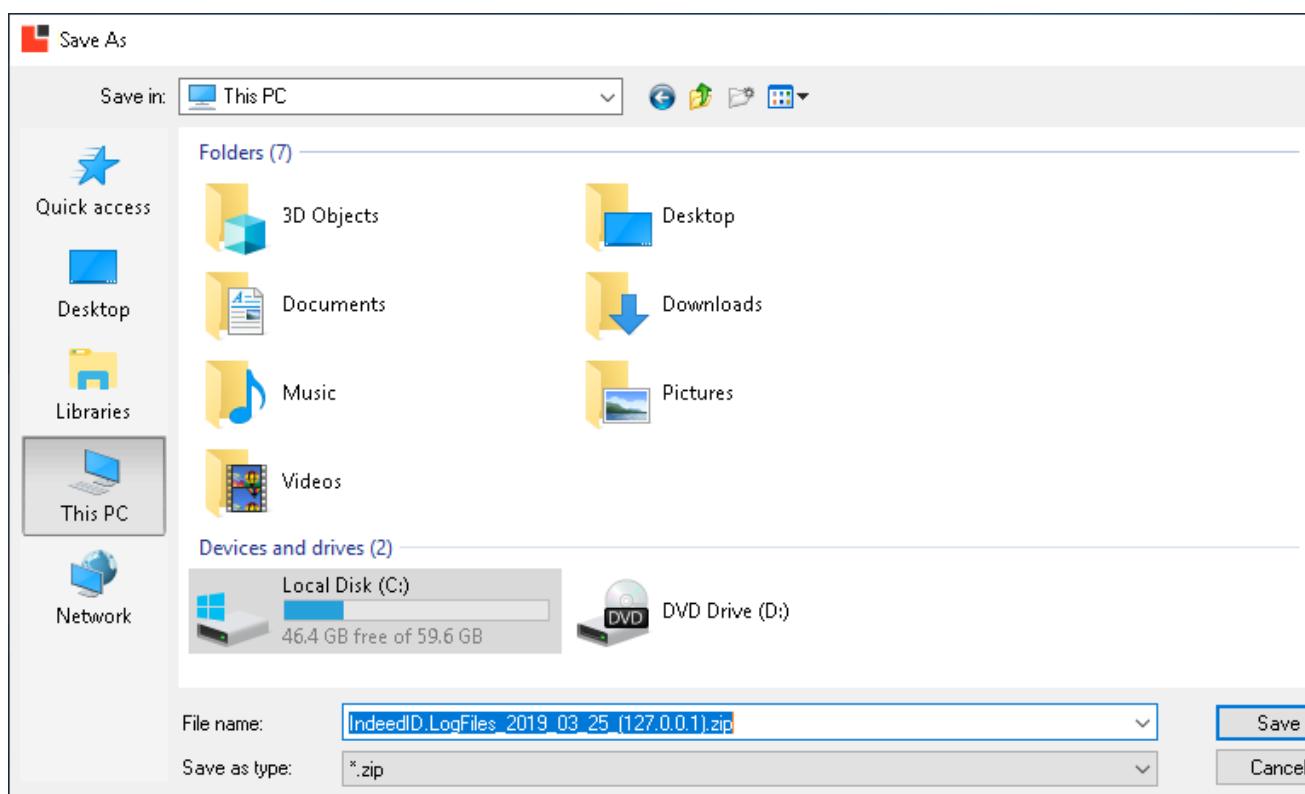 Save As
Save in: This PC
Folders (7)
Quick access
3D Objects Desktop
Desktop
Documents Downloads
Libraries
Music Pictures
This PC
Videos
Devices and drives (2)
Network
Local Disk (C:)
46.4 GB free of 59.6 GB
DVD
DVD Drive (D:)
File name: IndeedID.LogFiles_2019_03_25_(127.0.0.1).zip Save
Save as type: *.zip Cancel